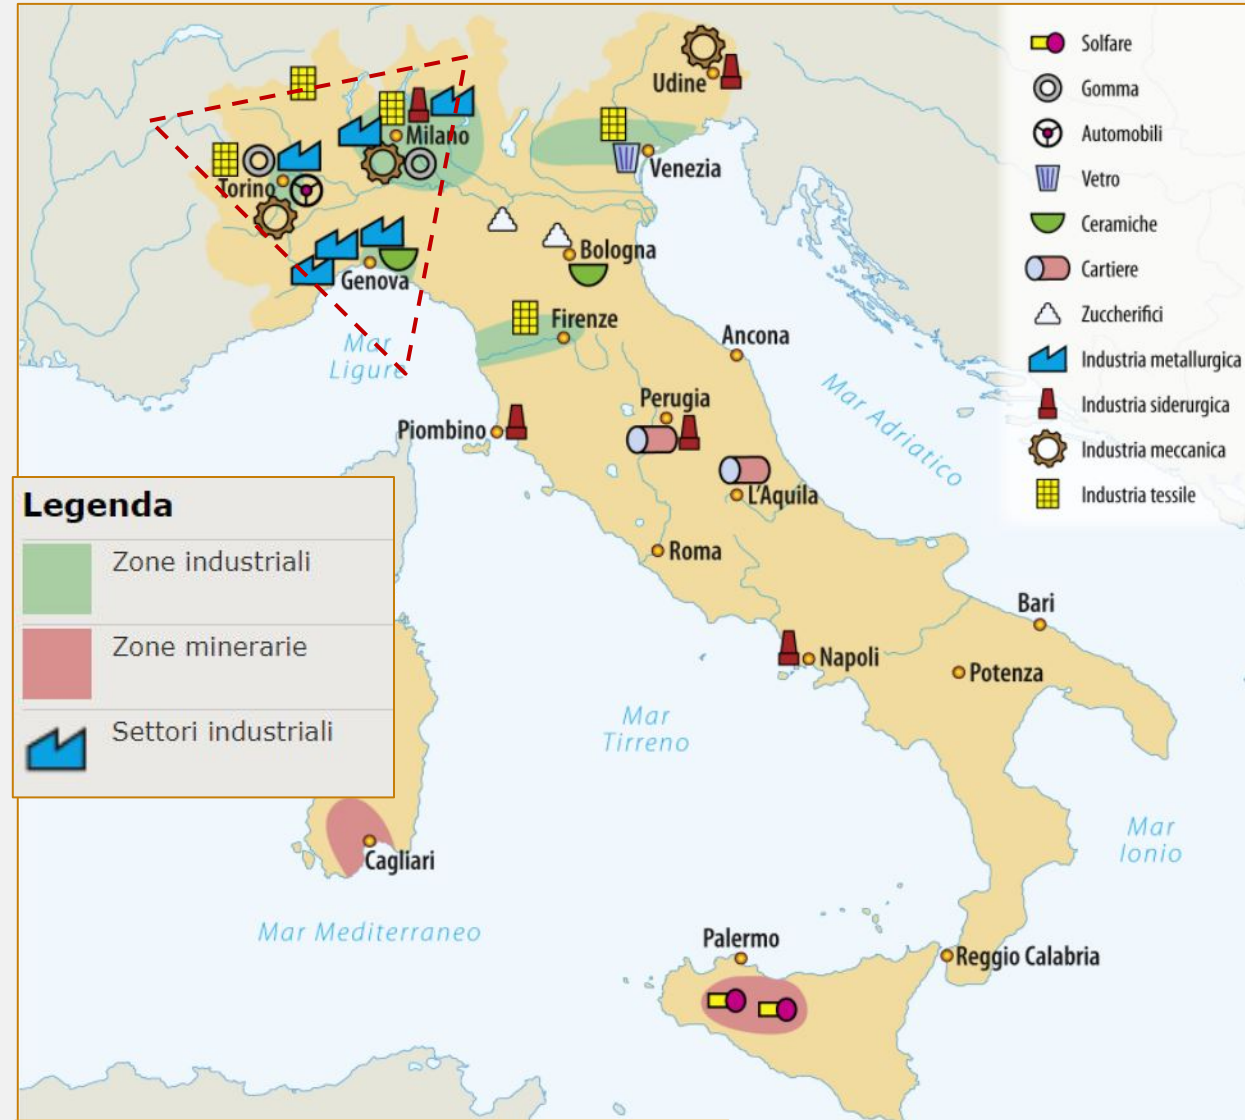 Solfare
Gomma
Automobili
Vetro
Ceramiche
Cartiere
Zuccherifici
Industria metallurgica
Industria siderurgica
Industria meccanica
Industria tessile
Udine
Milano
Venezia
Torino
Bologna
Genova
Firenze
Mar
Ligure
Ancona
Mar Adriatico
Perugia
Piombino
L'Aquila
Roma
Legenda
Zone industriali
Zone minerarie
Settori industriali
Bari
Napoli
Potenza
Mar
Tirreno
Mar
Ionio
Cagliari
Mar Mediterraneo
Palermo
Reggio Calabria